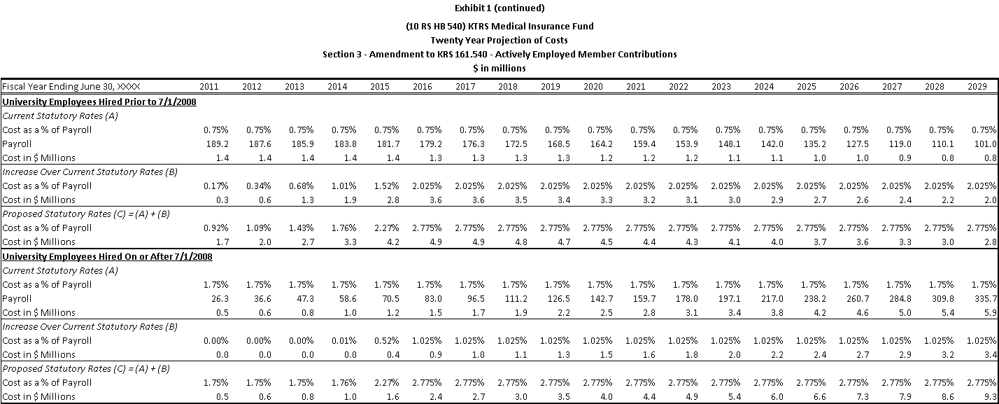 Exhibit 1 (continued)
(10 RS HB 540) KTRS Medical Insurance Fund
Twenty Year Projection of Costs
Section 3 - Amendment to KRS 161.540 - Actively Employed Member Contributions
$ in millions
Fiscal Year Ending June 30, XXXX 2011 2012 2013 2014 2015 2016 2017 2018 2019 2020 2021 2022 2023 2024 2025 2026 2027 2028 2029
University Employees Hired Prior to 7/1/2008
Current Statutory Rates (A)
Cost as a % of Payroll 0.75% 0.75% 0.75% 0.75% 0.75% 0.75% 0.75% 0.75% 0.75% 0.75% 0.75% 0.75% 0.75% 0.75% 0.75% 0.75% 0.75% 0.75% 0.75%
Payroll 189.2 187.6 185.9 183.8 181.7 179.2 176.3 172.5 168.5 164.2 159.4 153.9 148.1 142.0 135.2 127.5 119.0 110.1 101.0
Cost in $ Millions 1.4 1.4 1.4 1.4 1.4 1.3 1.3 1.3 1.3 1.2 1.2 1.2 1.1 1.1 1.0 1.0 0.9 0.8 0.8
Increase Over Current Statutory Rates (B)
Cost as a % of Payroll 0.17% 0.34% 0.68% 1.01% 1.52% 2.025% 2.025% 2.025% 2.025% 2.025% 2.025% 2.025% 2.025% 2.025% 2.025% 2.025% 2.025% 2.025% 2.025%
Cost in $ Millions 0.3 0.6 1.3 1.9 2.8 3.6 3.6 3.5 3.4 3.3 3.2 3.1 3.0 2.9 2.7 2.6 2.4 2.2 2.0
Proposed Statutory Rates (C) = (A) + (B)
Cost as a % of Payroll 0.92% 1.09% 1.43% 1.76% 2.27% 2.775% 2.775% 2.775% 2.775% 2.775% 2.775% 2.775% 2.775% 2.775% 2.775% 2.775% 2.775% 2.775% 2.775%
Cost in $ Millions 1.7 2.0 2.7 3.3 4.2 4.9 4.9 4.8 4.7 4.5 4.4 4.3 4.1 4.0 3.7 3.6 3.3 3.0 2.8
University Employees Hired On or After 7/1/2008
Current Statutory Rates (A)
Cost as a % of Payroll 1.75% 1.75% 1.75% 1.75% 1.75% 1.75% 1.75% 1.75% 1.75% 1.75% 1.75% 1.75% 1.75% 1.75% 1.75% 1.75% 1.75% 1.75% 1.75%
Payroll 26.3 36.6 47.3 58.6 70.5 83.0 96.5 111.2 126.5 142.7 159.7 178.0 197.1 217.0 238.2 260.7 284.8 309.8 335.7
Cost in $ Millions 0.5 0.6 0.8 1.0 1.2 1.5 1.7 1.9 2.2 2.5 2.8 3.1 3.4 3.8 4.2 4.6 5.0 5.4 5.9
Increase Over Current Statutory Rates (B)
Cost as a % of Payroll 0.00% 0.00% 0.00% 0.01% 0.52% 1.025% 1.025% 1.025% 1.025% 1.025% 1.025% 1.025% 1.025% 1.025% 1.025% 1.025% 1.025% 1.025% 1.025%
Cost in $ Millions 0.0 0.0 0.0 0.0 0.4 0.9 1.0 1.1 1.3 1.5 1.6 1.8 2.0 2.2 2.4 2.7 2.9 3.2 3.4
Proposed Statutory Rates (C) = (A) + (B)
Cost as a % of Payroll 1.75% 1.75% 1.75% 1.76% 2.27% 2.775% 2.775% 2.775% 2.775% 2.775% 2.775% 2.775% 2.775% 2.775% 2.775% 2.775% 2.775% 2.775% 2.775%
Cost in $ Millions 0.5 0.6 0.8 1.0 1.6 2.4 2.7 3.0 3.5 4.0 4.4 4.9 5.4 6.0 6.6 7.3 7.9 8.6 9.3